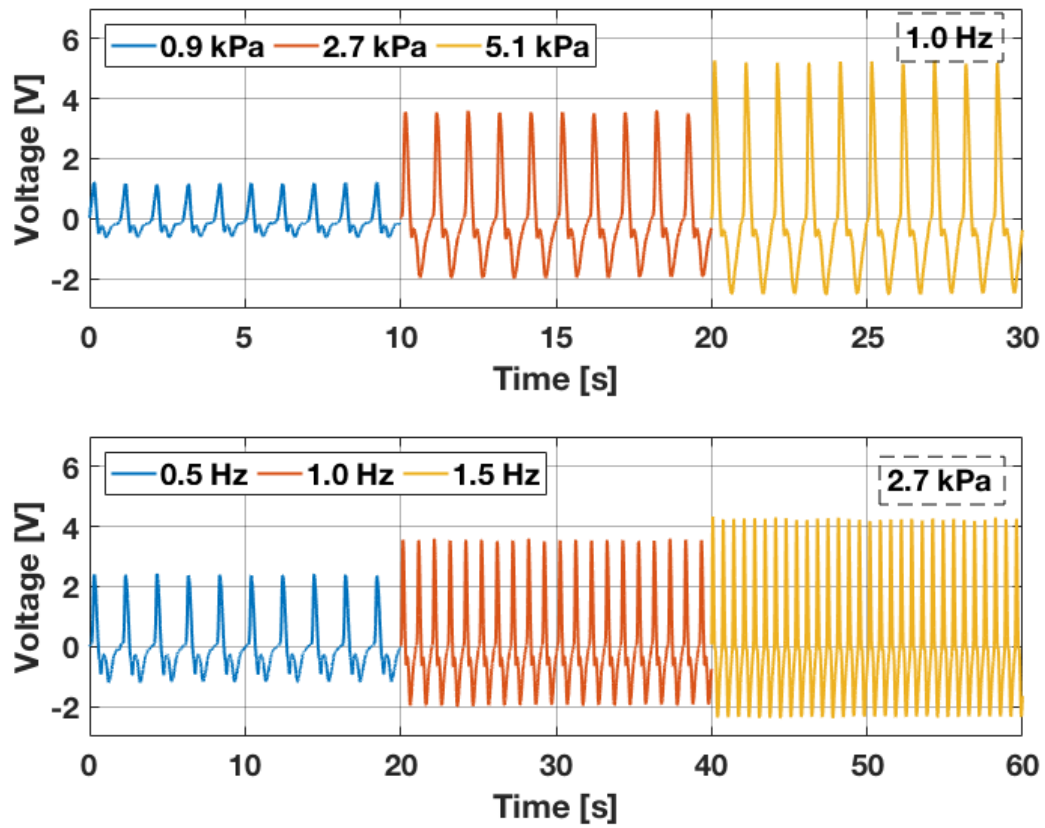 0.9 kPa 2.7 kPa 5.1 kPa
1.0 Hz
Voltage [V]
6
4
2
0
-2
0 5 10 15 20 25 30
Time [s]
0.5 Hz 1.0 Hz 1.5 Hz
2.7 kPa
Voltage [V]
6
4
2
0
-2
0 10 20 30 40 50 60
Time [s]